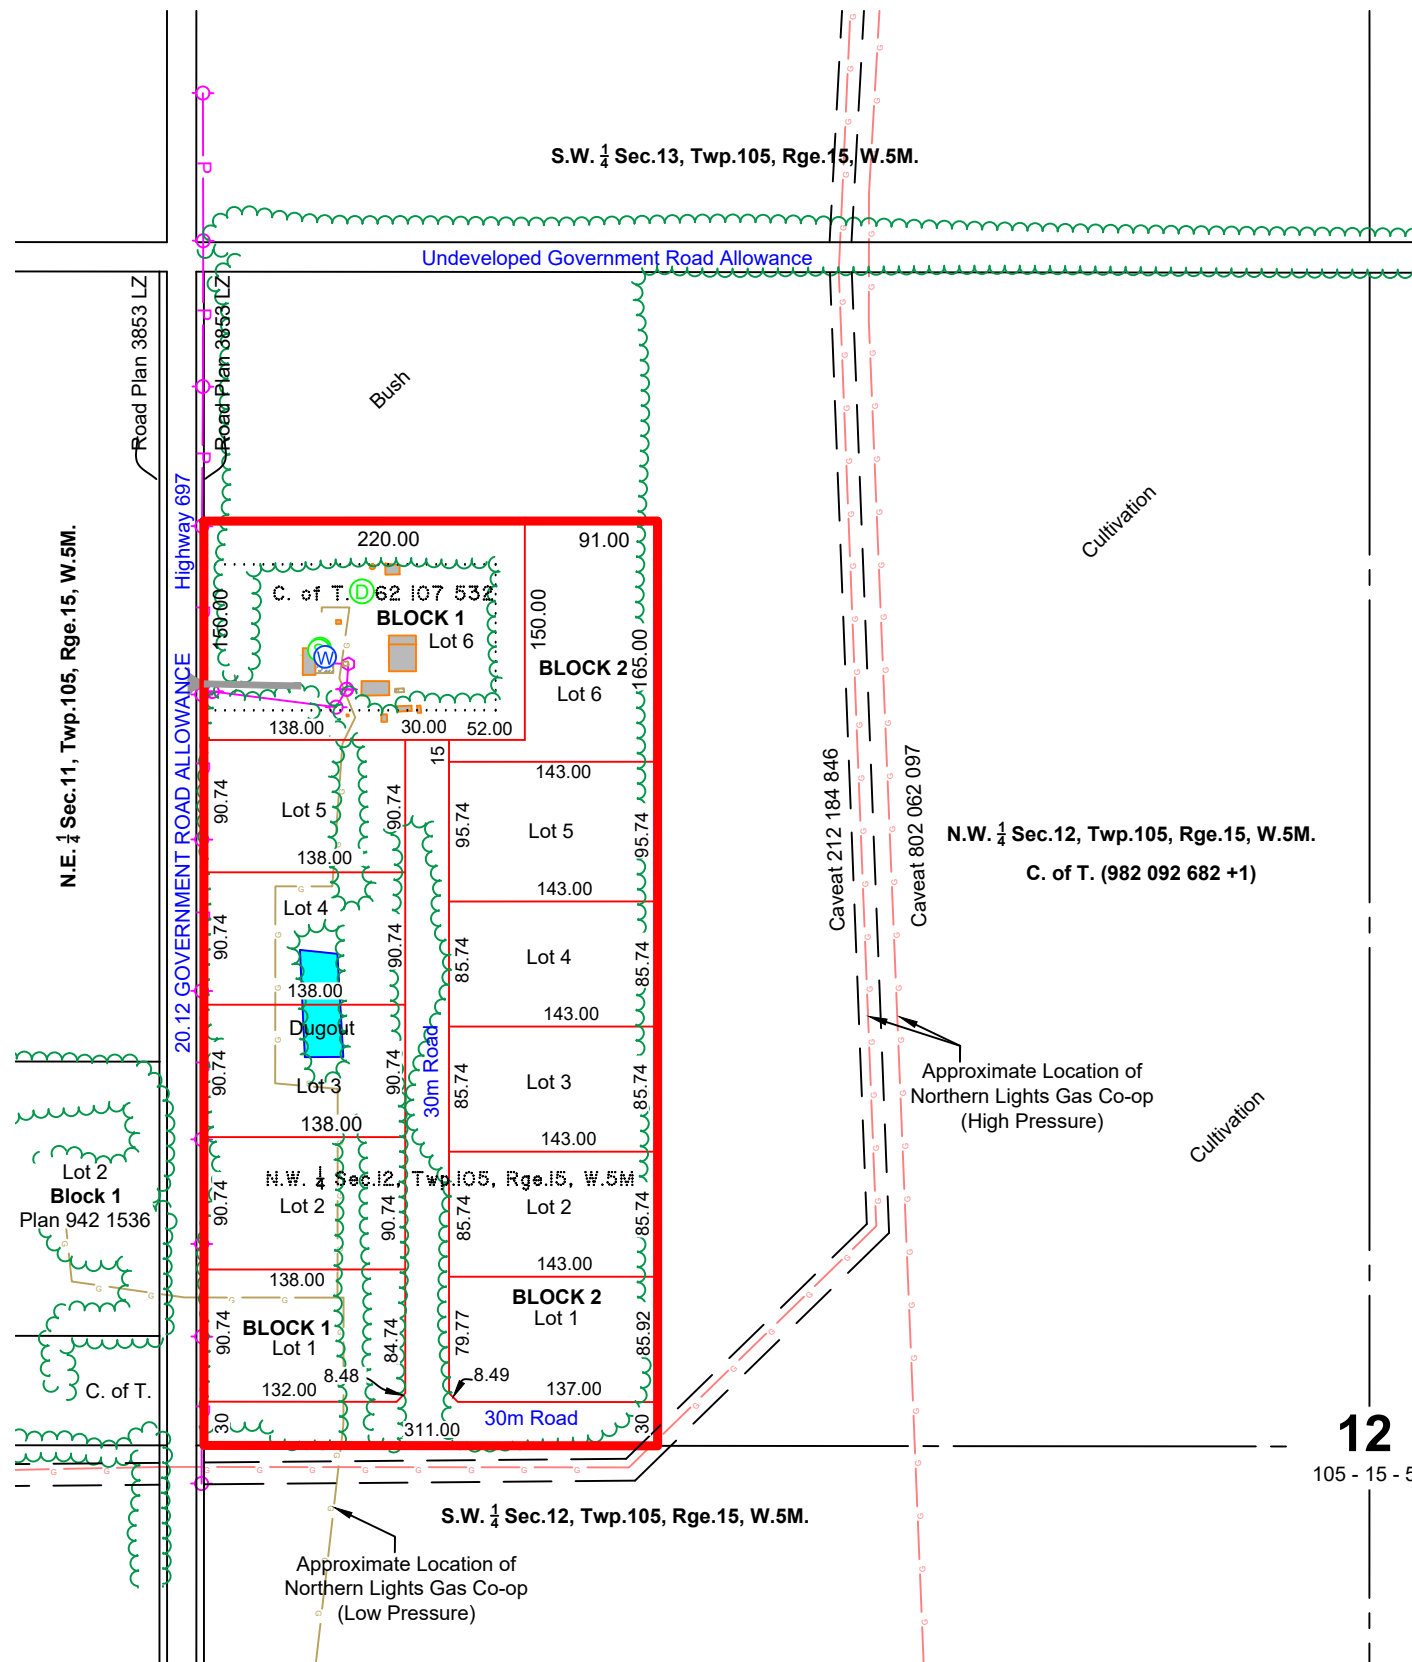 S.W. 1/4 Sec.13, Twp.105, Rge.15, W.5M.
Undeveloped Government Road Allowance
Road Plan 3853 LZ
Road Plan 3853 LZ
Bush
Highway 697
20.12 GOVERNMENT ROAD ALLOWANCE
N.E. 1/4 Sec.11, Twp.105, Rge.15, W.5M.
Cultivation
220.00
91.00
C. of T.
62 107 532
D
W
150.00
BLOCK 1
Lot 6
150.00
165.00
BLOCK 2
Lot 6
138.00
30.00
52.00
15
143.00
90.74
Lot 5
90.74
95.74
Lot 5
95.74
138.00
143.00
90.74
Lot 4
90.74
85.74
Lot 4
85.74
138.00
143.00
Dugout
90.74
Lot 3
90.74
30m Road
85.74
Lot 3
85.74
138.00
143.00
N.W. 1/4 Sec.12, Twp.105, Rge.15, W.5M
90.74
Lot 2
90.74
85.74
Lot 2
85.74
138.00
143.00
90.74
BLOCK 1
Lot 1
84.74
79.77
BLOCK 2
Lot 1
85.92
8.48
8.49
132.00
137.00
30
311.00
30m Road
30
Caveat 212 184 846
Caveat 802 062 097
N.W. 1/4 Sec.12, Twp.105, Rge.15, W.5M.
C. of T. (982 092 682 +1)
Approximate Location of
Northern Lights Gas Co-op
(High Pressure)
Cultivation
Lot 2
Block 1
Plan 942 1536
C. of T.
12
105 - 15 - 5
S.W. 1/4 Sec.12, Twp.105, Rge.15, W.5M.
Approximate Location of
Northern Lights Gas Co-op
(Low Pressure)